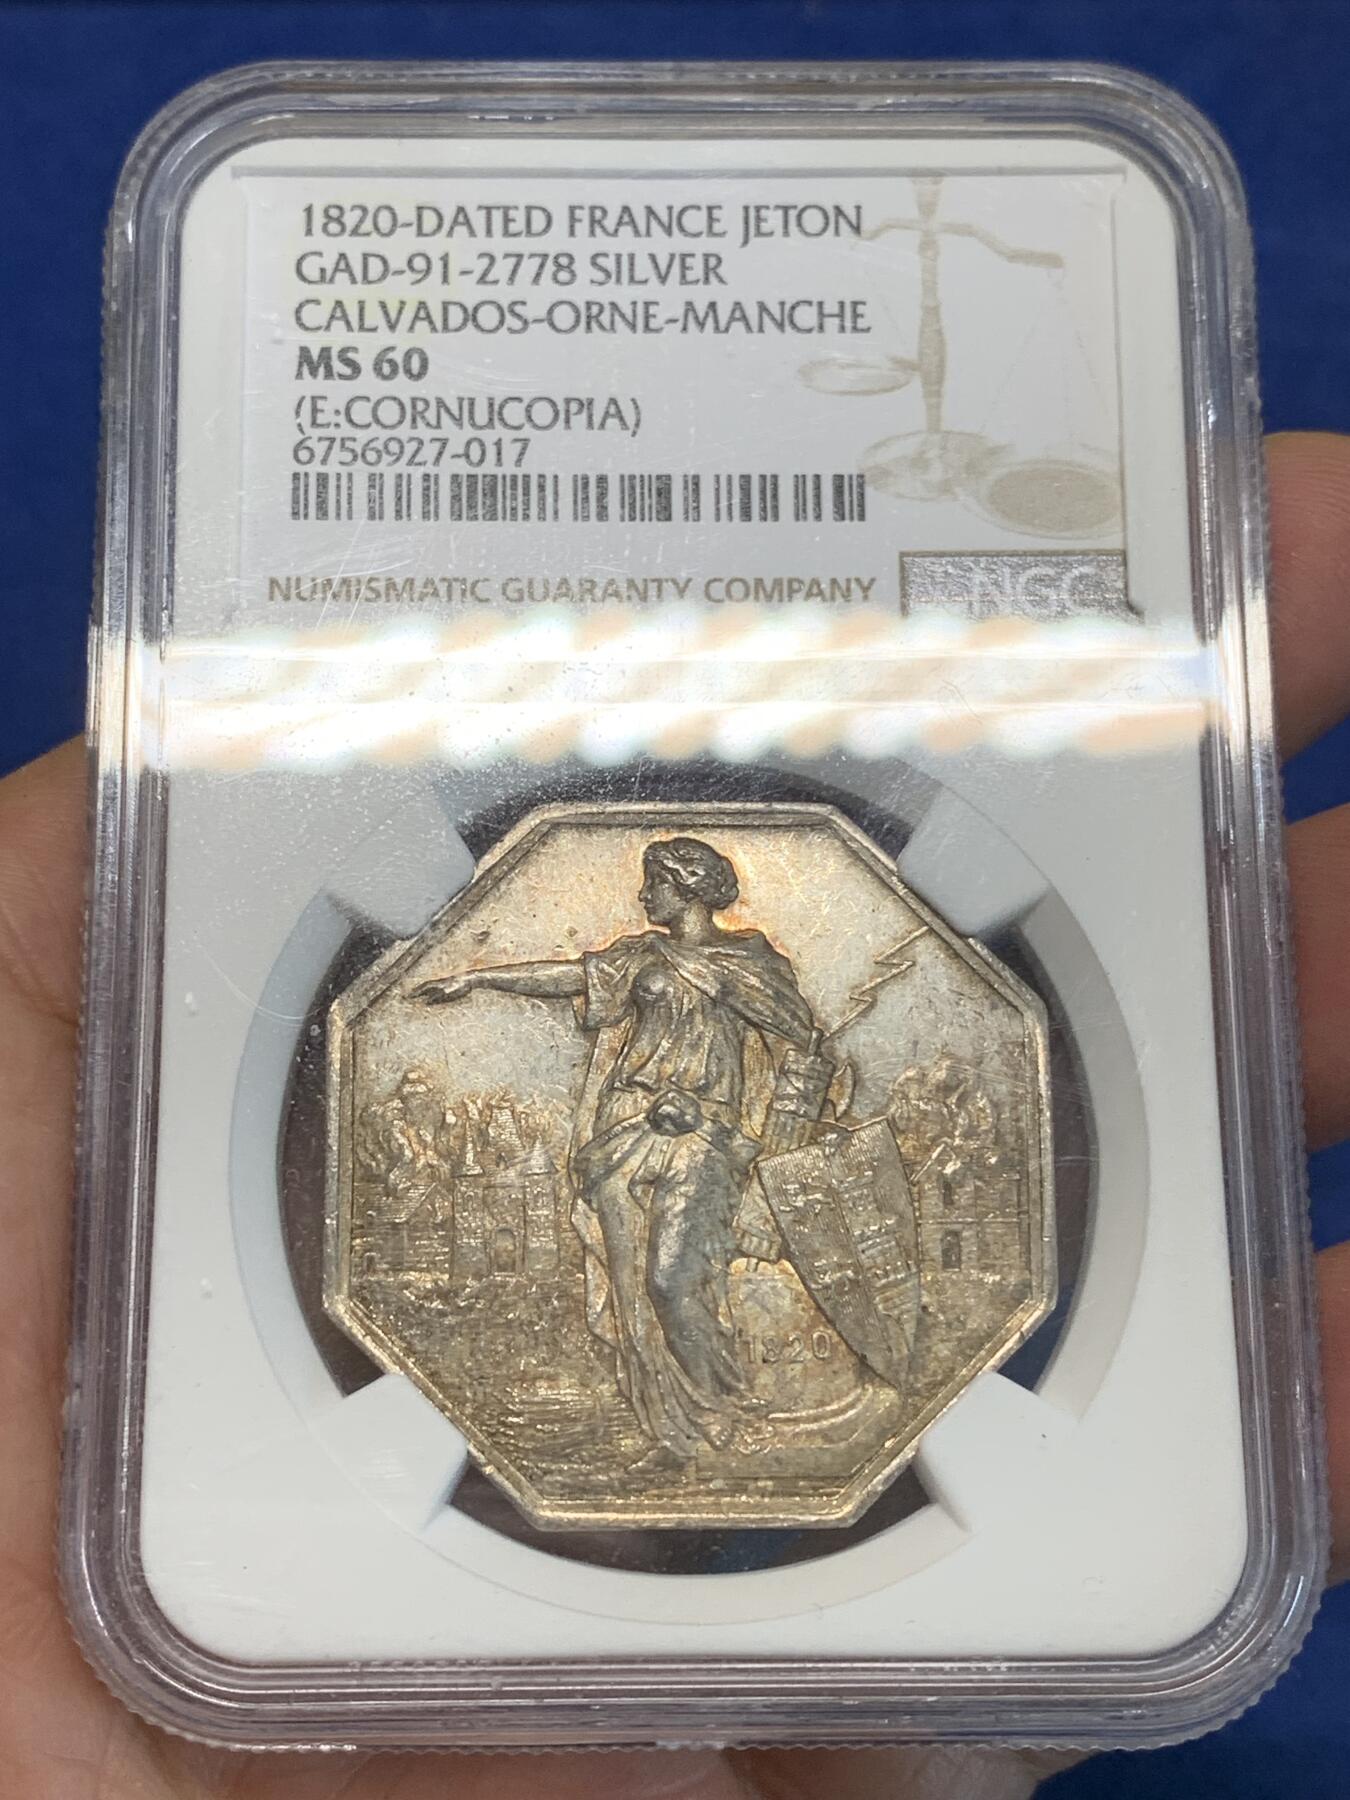 1820-DATED FRANCE JETON
GAD-91-2778 SILVER
CALVADOS-ORNE-MANCHE
MS 60
(E:CORNUCOPIA)
6756927-017
NUMISMATIC GUARANTY COMPANY
NGC
1820